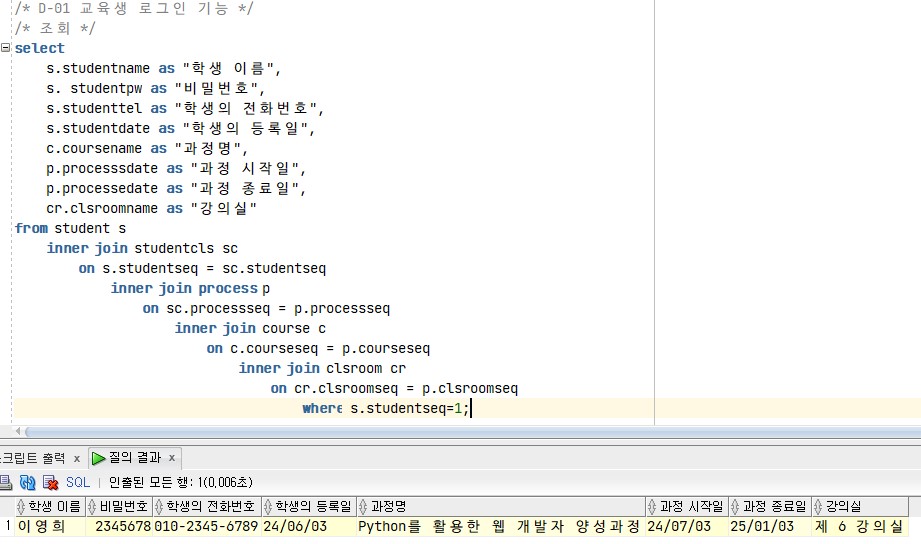 /* D-01 교육생 로그인 기능 */
/* 조회 */
select
s.studentname as "학생 이름",
s. studentpw as "비밀번호",
s.studenttel as "학생의 전화번호",
s.studentdate as "학생의 등록일",
c.coursename as "과정명",
p.processsdate as "과정 시작일",
p.processedate as "과정 종료일",
cr.clsroomname as "강의실"
from student s
inner join studentcls sc
on s.studentseq = sc.studentseq
inner join process p
on sc.processseq = p.processseq
inner join course c
on c.courseseq = p.courseseq
inner join clsroom cr
on cr.clsroomseq = p.clsroomseq
where s.studentseq=1;
스크립트 출력 x 질의 결과 x
SQL | 인출된 모든 행: 1(0,006초)
학생 이름 비밀번호 학생의 전화번호 학생의 등록일 과정명 과정 시작일 과정 종료일 강의실
1 이영희 2345678 010-2345-6789 24/06/03 Python를 활용한 웹 개발자 양성과정 24/07/03 25/01/03 제 6 강의실